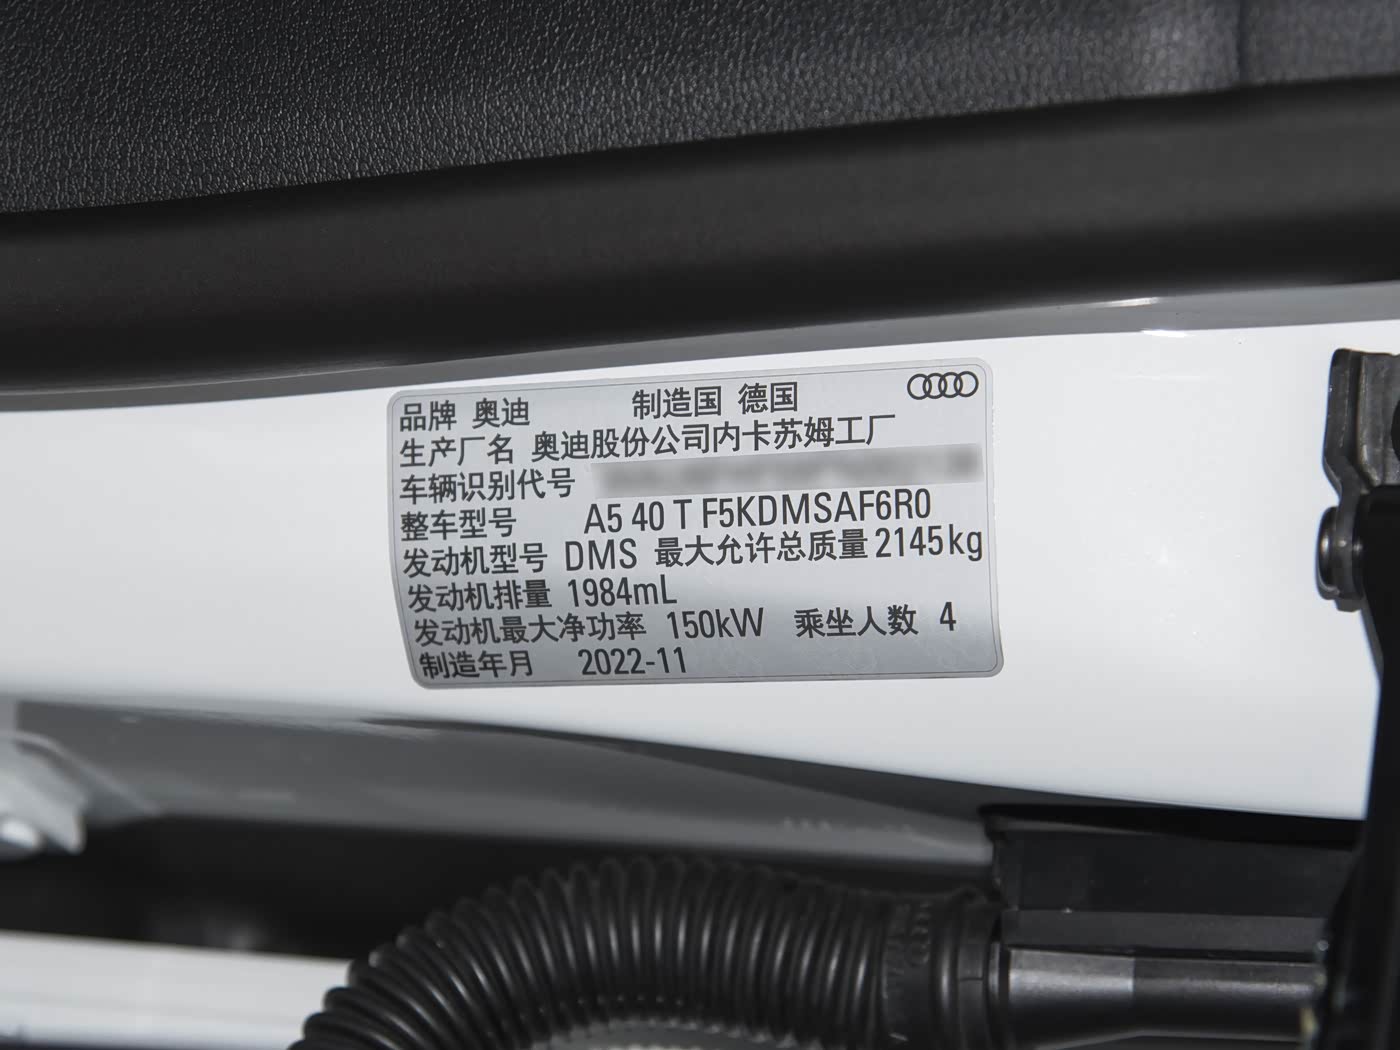 品牌 奥迪 制造国 德国
生产厂名 奥迪股份公司内卡苏姆工厂
车辆识别代号
整车型号 A5 40 T F5KDMSAF6R0
发动机型号 DMS 最大允许总质量 2145kg
发动机排量 1984mL
发动机最大净功率 150kW 乘坐人数 4
制造年月 2022-11